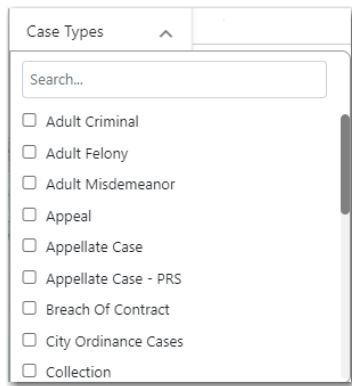 Case Types
Search...
Adult Criminal
Adult Felony
Adult Misdemeanor
Appeal
Appellate Case
Appellate Case - PRS
Breach Of Contract
City Ordinance Cases
Collection